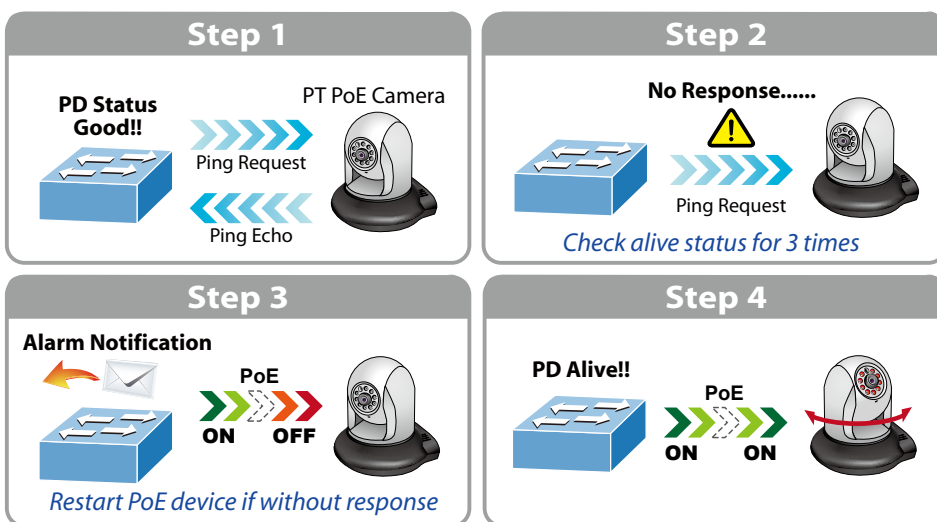 Step 1
PD Status
Good!!
PT PoE Camera
Ping Request
Ping Echo
Step 2
No Response......
Ping Request
Check alive status for 3 times
Step 3
Alarm Notification
PoE
ON OFF
Restart PoE device if without response
Step 4
PD Alive!!
PoE
ON ON